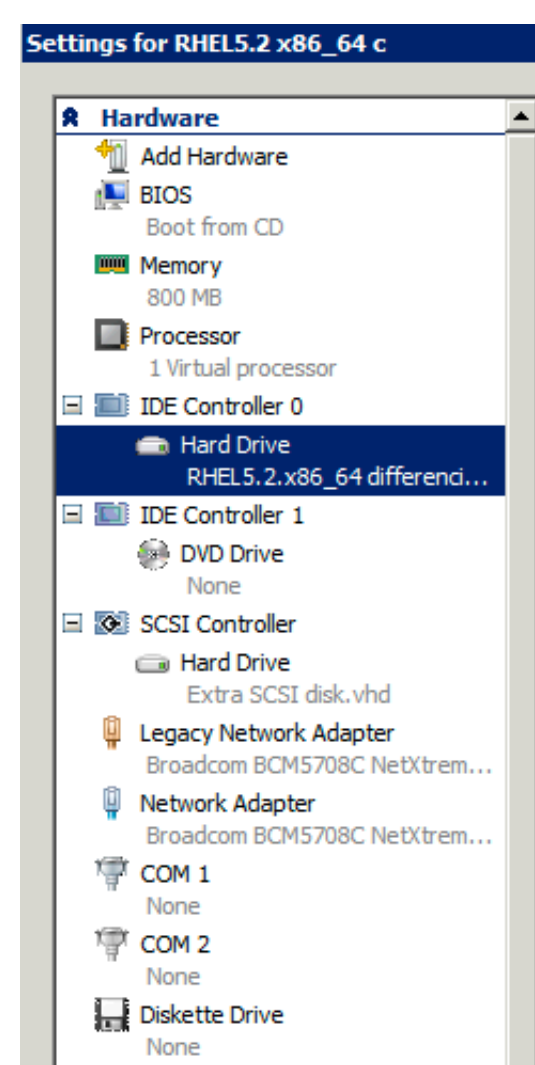 Settings for RHEL5.2 x86_64 c
Hardware
Add Hardware
BIOS
Boot from CD
Memory
800 MB
Processor
1 Virtual processor
IDE Controller 0
Hard Drive
RHEL5.2.x86_64 differenci...
IDE Controller 1
DVD Drive
None
SCSI Controller
Hard Drive
Extra SCSI disk.vhd
Legacy Network Adapter
Broadcom BCM5708C NetXtrem...
Network Adapter
Broadcom BCM5708C NetXtrem...
COM 1
None
COM 2
None
Diskette Drive
None